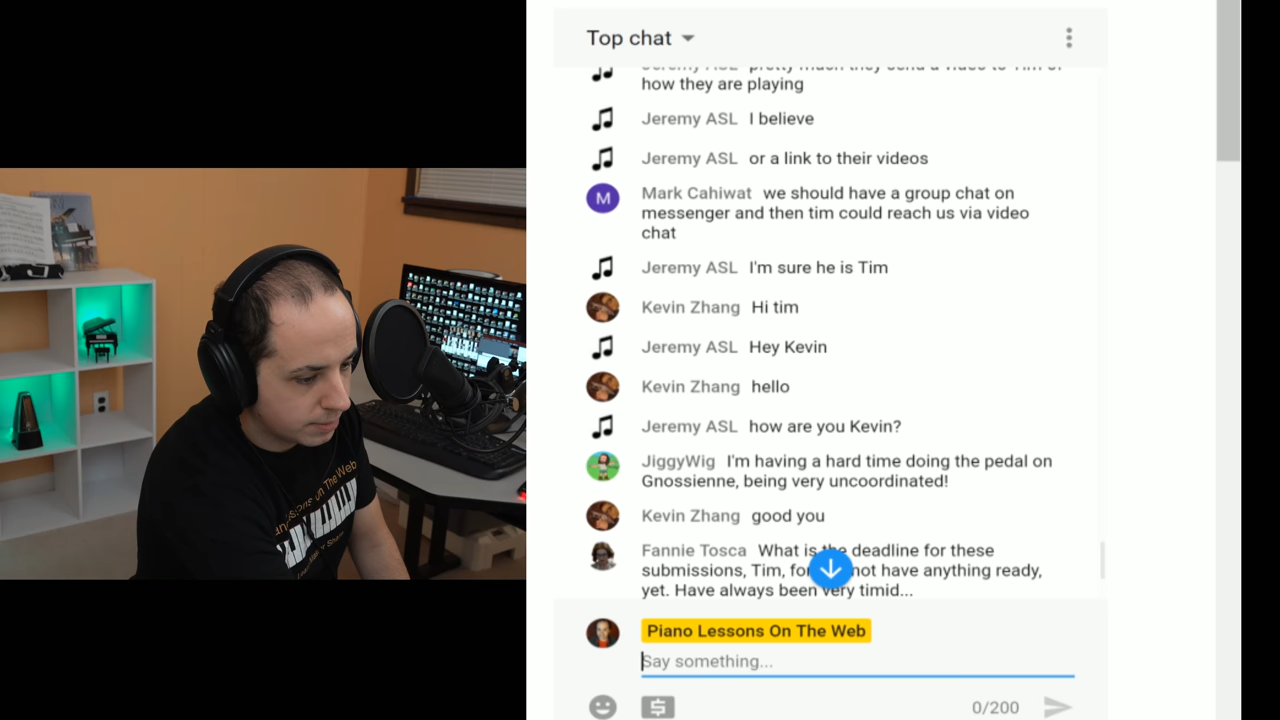 Top chat
how they are playing
Jeremy ASL I believe
Jeremy ASL or a link to their videos
M
Mark Cahiwat we should have a group chat on
messenger and then tim could reach us via video
chat
Jeremy ASL I'm sure he is Tim
Kevin Zhang Hi tim
Jeremy ASL Hey Kevin
Kevin Zhang hello
Jeremy ASL how are you Kevin?
JiggyWig I'm having a hard time doing the pedal on
Gnossienne, being very uncoordinated!
Kevin Zhang good you
Fannie Tosca What is the deadline for these
submissions, Tim, not have anything ready,
yet. Have always been very timid...
Piano Lessons On The Web
Say something...
0/200
On The Web